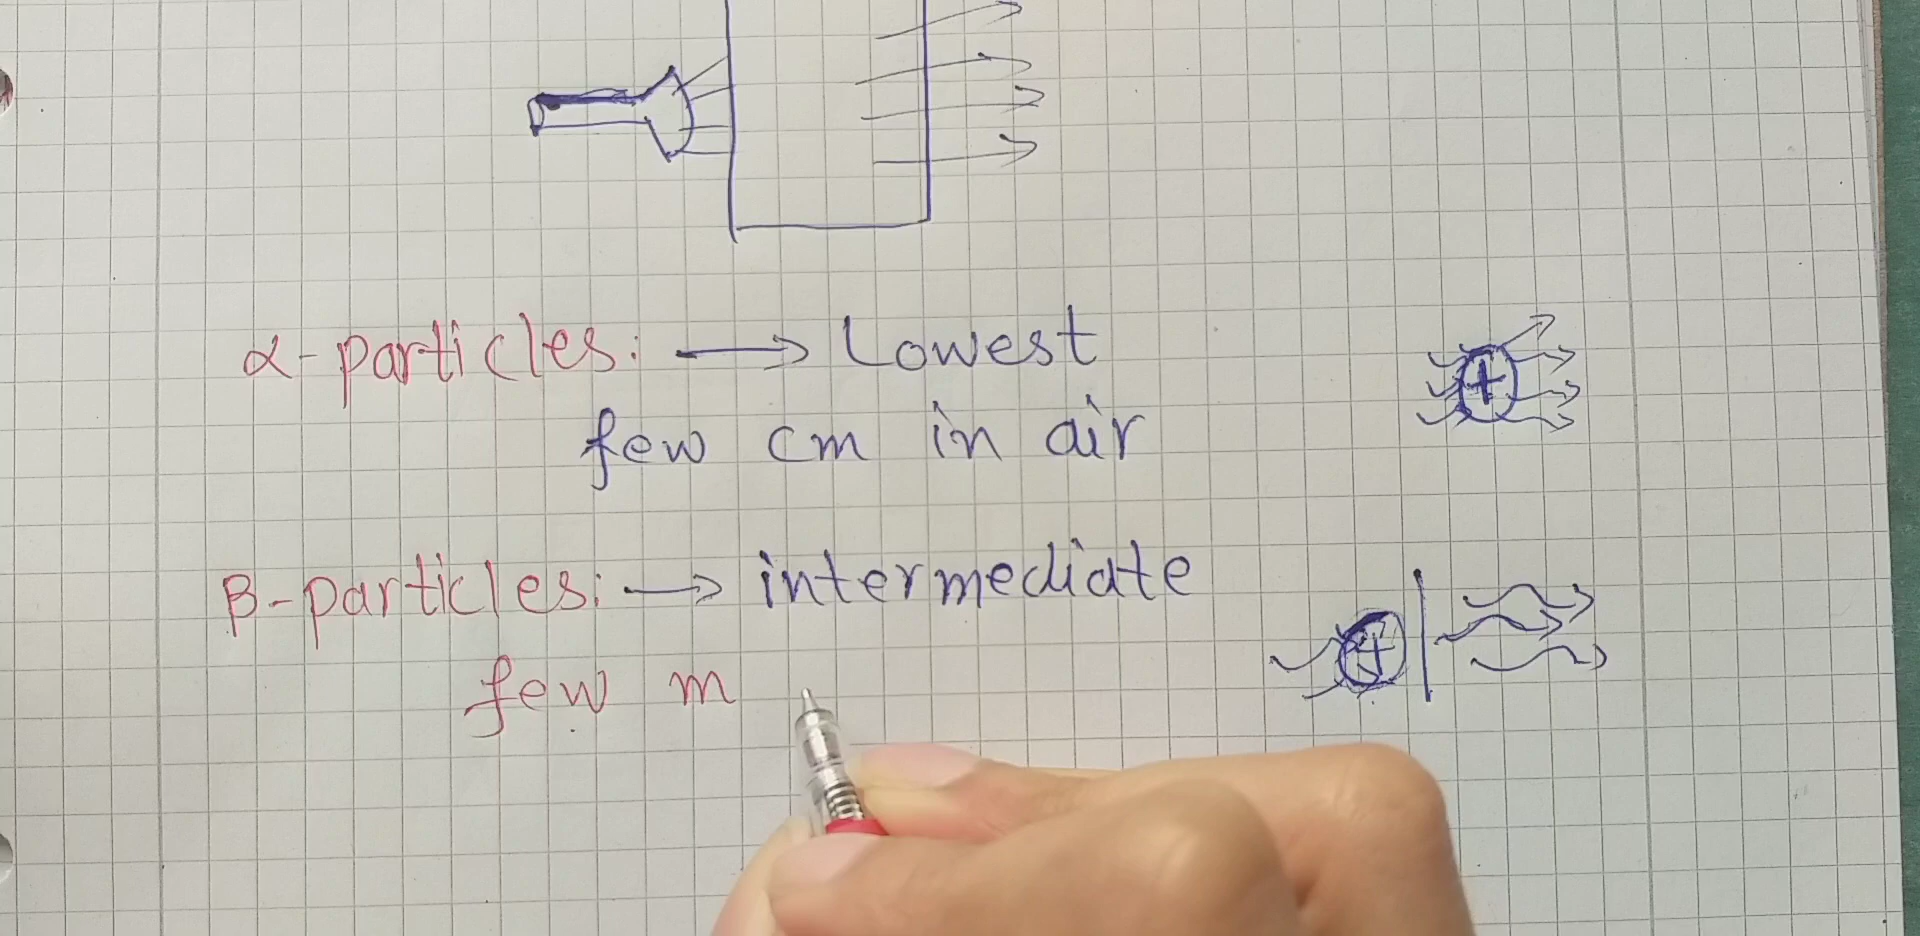 α-particles: → Lowest
few cm in air
+
β-particles: → intermediate
+
few m